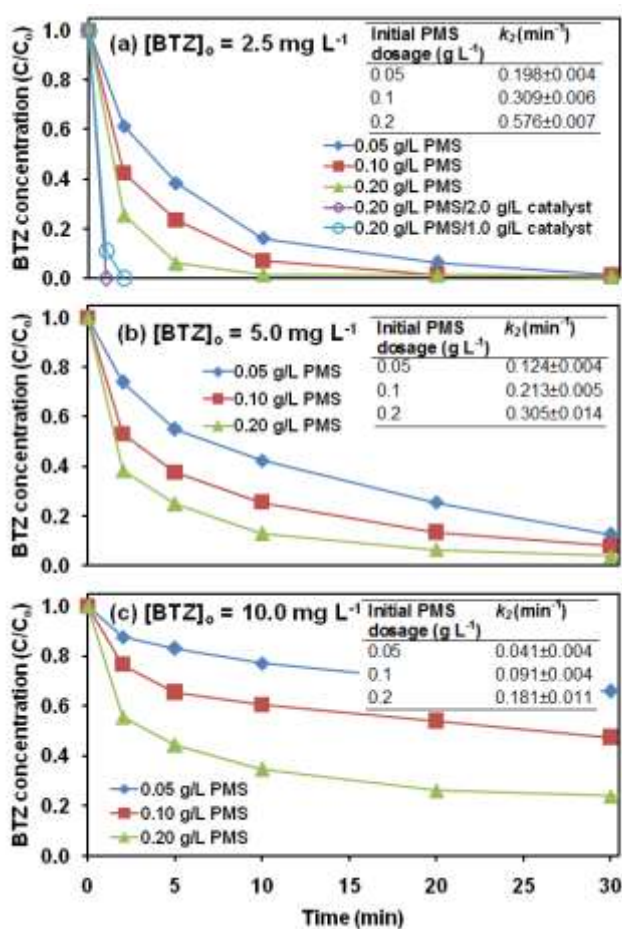 (a) [BTZ]o = 2.5 mg L-1
Initial PMS dosage (g L-1) k2(min-1)
0.05 0.198±0.004
0.1 0.309±0.006
0.2 0.576±0.007
0.05 g/L PMS
0.10 g/L PMS
0.20 g/L PMS
0.20 g/L PMS/2.0 g/L catalyst
0.20 g/L PMS/1.0 g/L catalyst
BTZ concentration (C/Co)
1.0
0.8
0.6
0.4
0.2
0.0
(b) [BTZ]o = 5.0 mg L-1
Initial PMS dosage (g L-1) k2(min-1)
0.05 0.124±0.004
0.1 0.213±0.005
0.2 0.305±0.014
0.05 g/L PMS
0.10 g/L PMS
0.20 g/L PMS
BTZ concentration (C/Co)
1.0
0.8
0.6
0.4
0.2
0.0
(c) [BTZ]o = 10.0 mg L-1
Initial PMS dosage (g L-1) k2(min-1)
0.05 0.041±0.004
0.1 0.091±0.004
0.2 0.181±0.011
0.05 g/L PMS
0.10 g/L PMS
0.20 g/L PMS
BTZ concentration (C/Co)
1.0
0.8
0.6
0.4
0.2
0.0
0 5 10 15 20 25 30
Time (min)